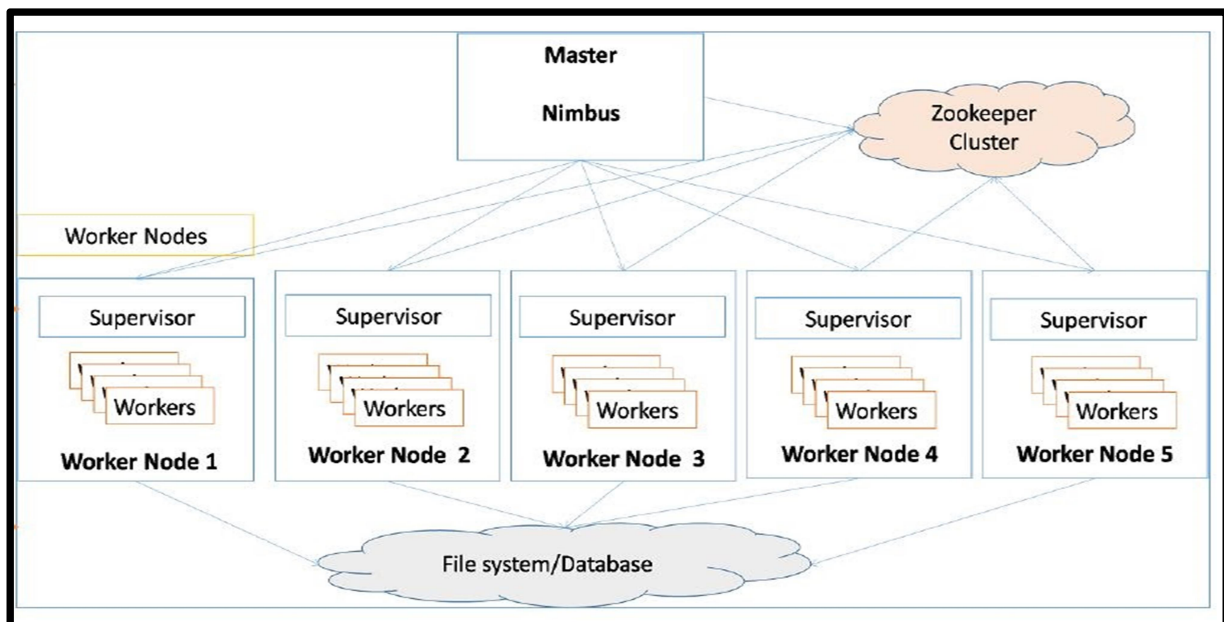 Master
Nimbus
Zookeeper
Cluster
Worker Nodes
Supervisor
Workers
Worker Node 1
Supervisor
Workers
Worker Node 2
Supervisor
Workers
Worker Node 3
Supervisor
Workers
Worker Node 4
Supervisor
Workers
Worker Node 5
File system/Database